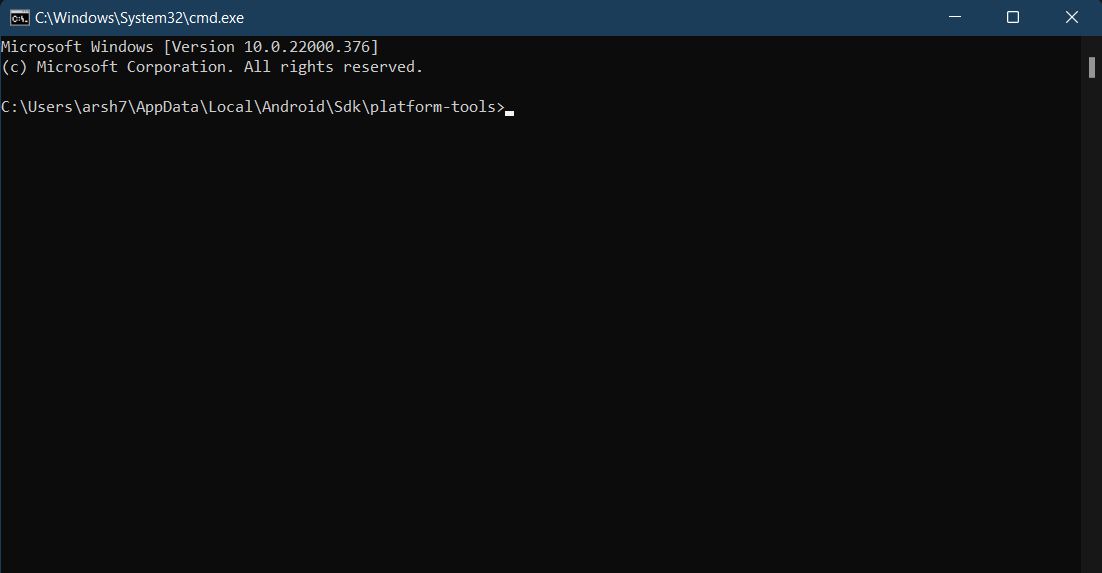 C:\Windows\System32\cmd.exe
Microsoft Windows [Version 10.0.22000.376]
(c) Microsoft Corporation. All rights reserved.
C:\Users\arsh7\AppData\Local\Android\Sdk\platform-tools>